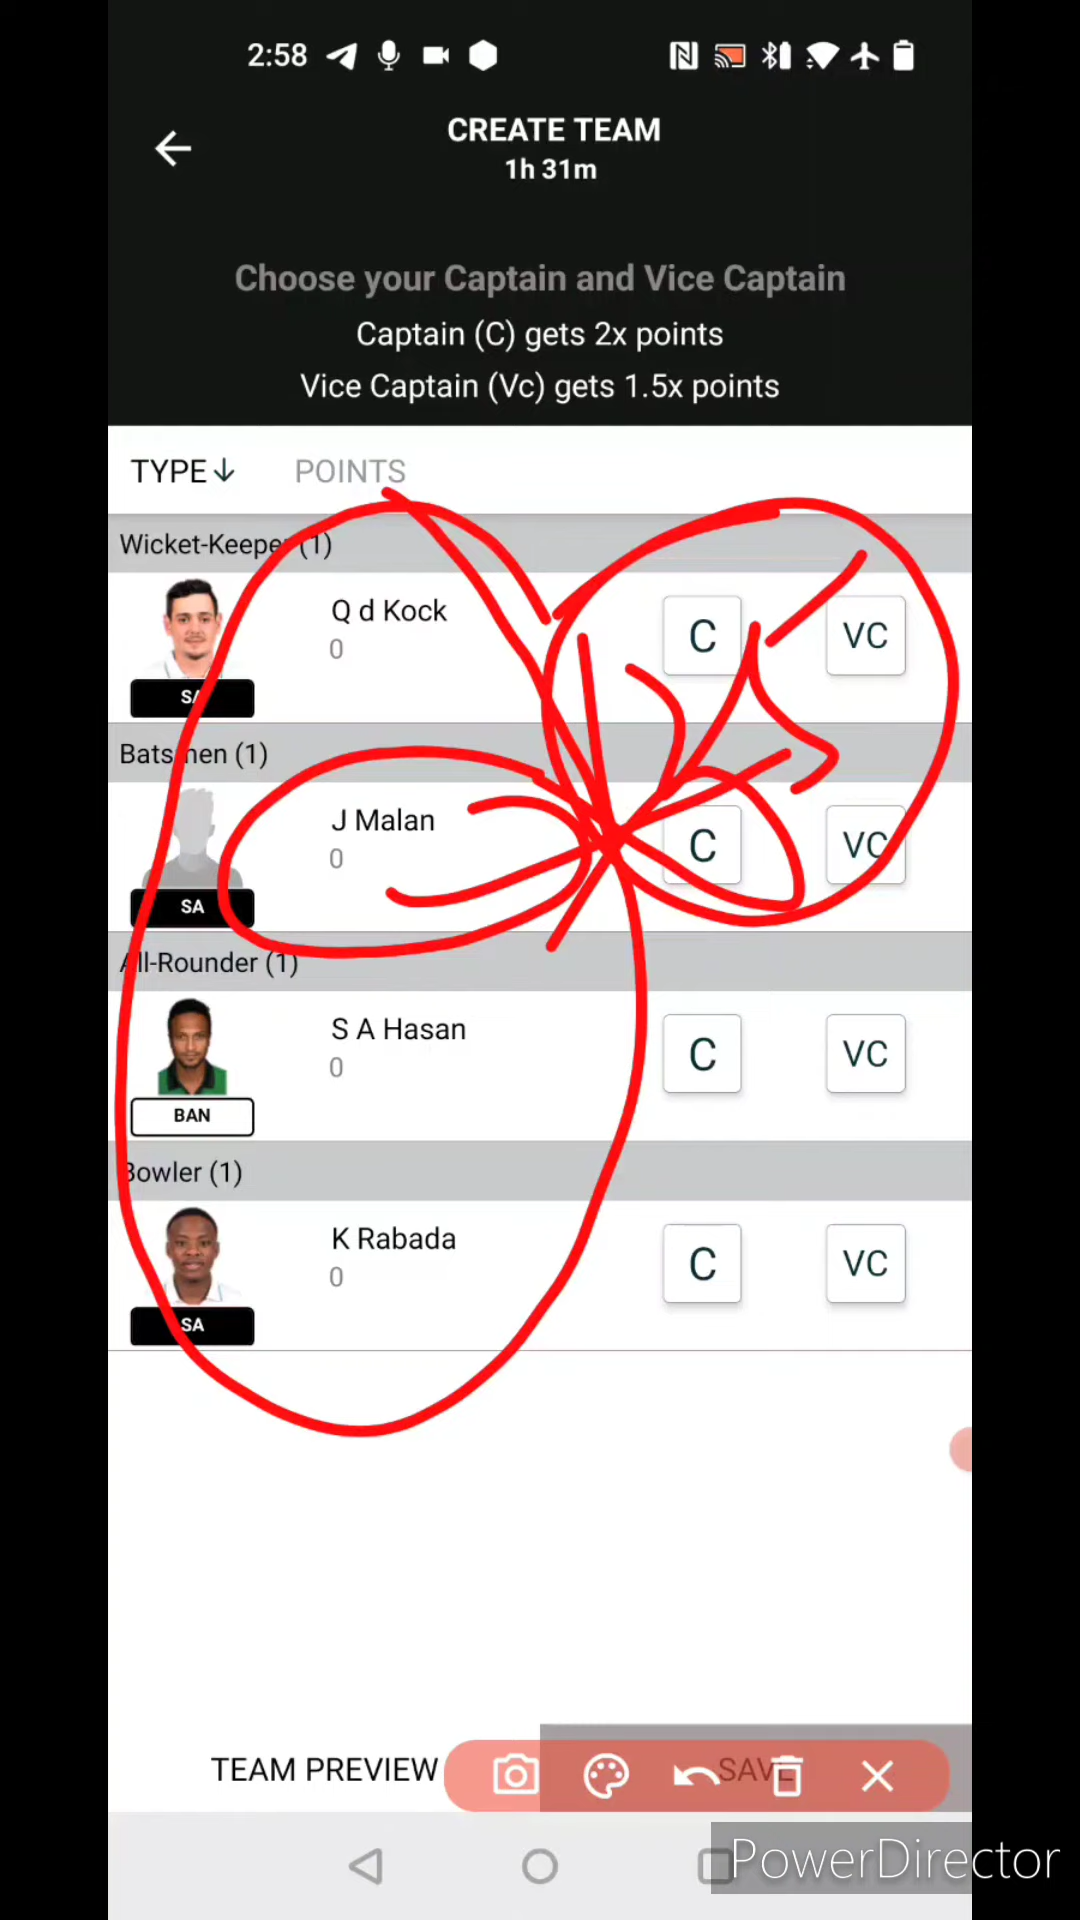 2:58
CREATE TEAM
1h 31m
Choose your Captain and Vice Captain
Captain (C) gets 2x points
Vice Captain (Vc) gets 1.5x points
TYPE↓ POINTS
Wicket-Keeper (1)
Q d Kock
0
C VC
SA
Batsmen (1)
J Malan
0
C VC
SA
All-Rounder (1)
S A Hasan
0
C VC
BAN
Bowler (1)
K Rabada
0
C VC
SA
TEAM PREVIEW SAVE
PowerDirector